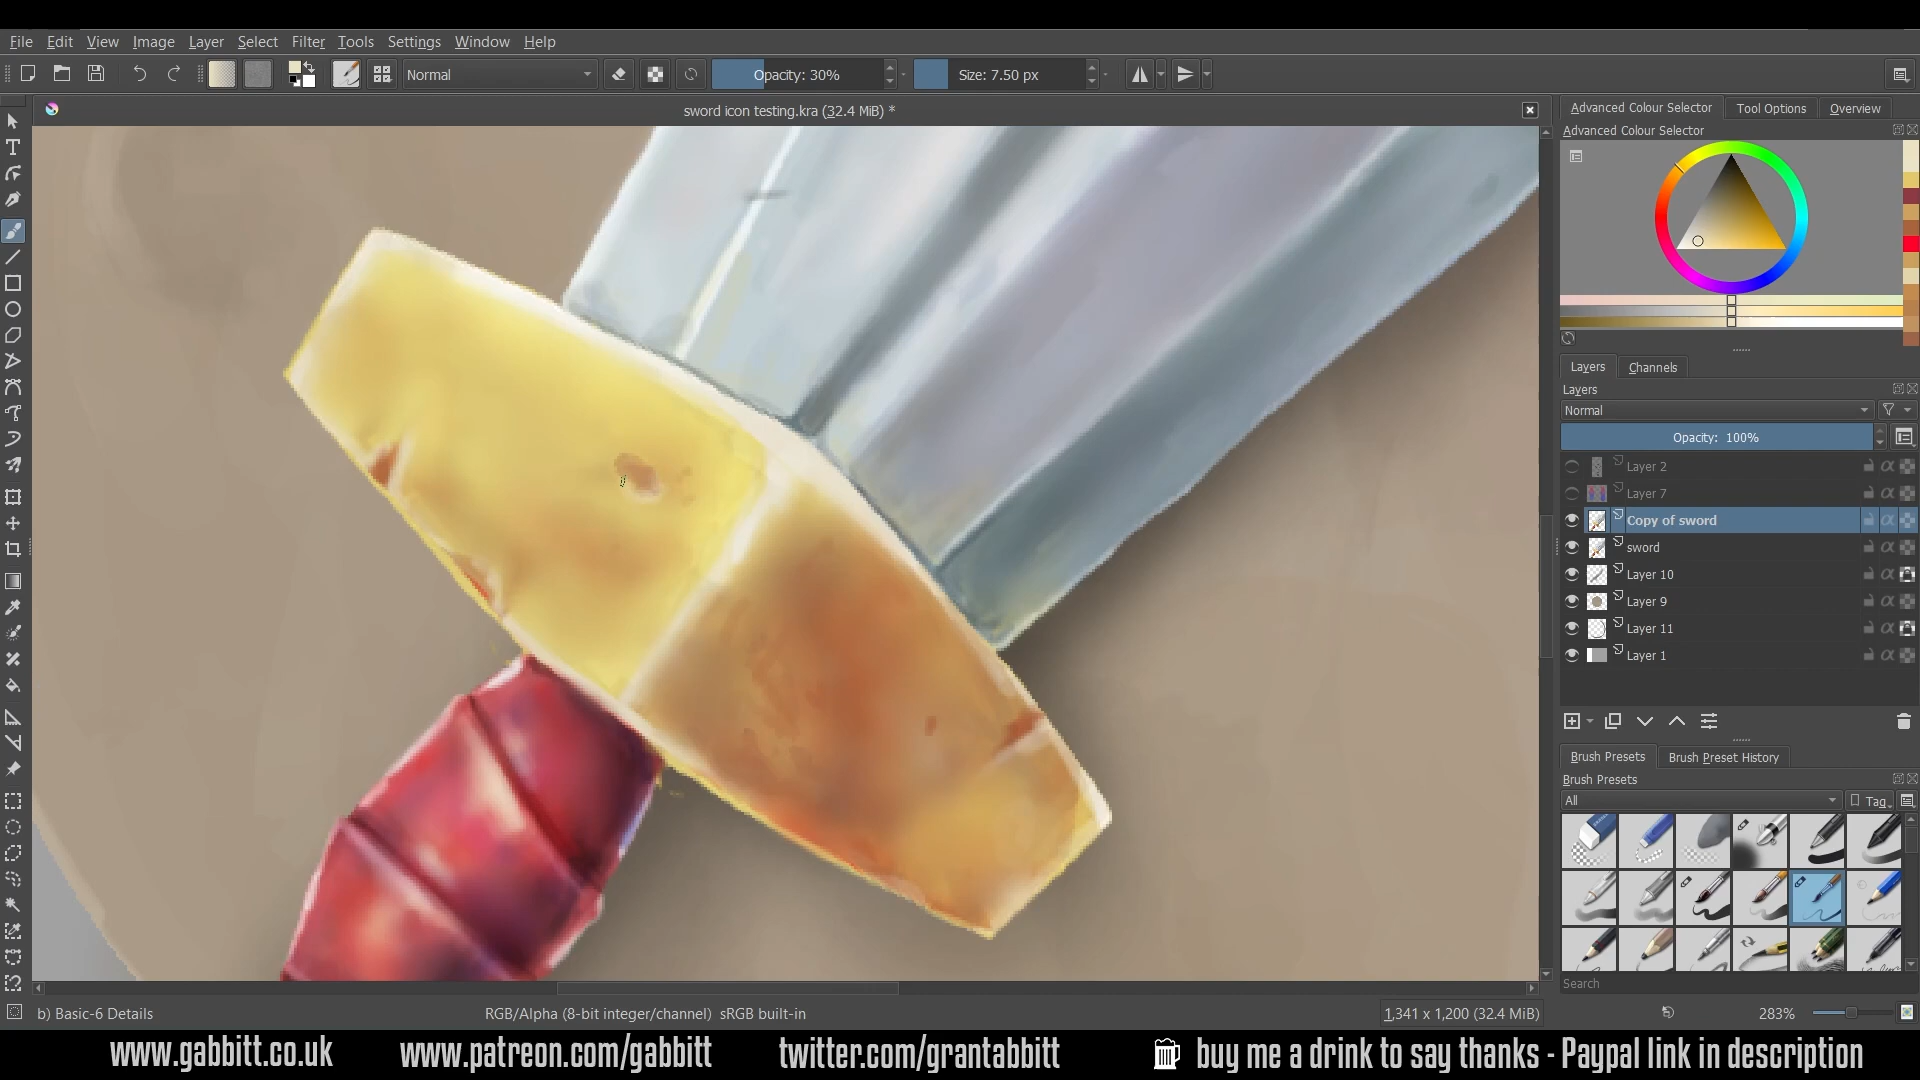 File Edit View Image Layer Select Filter Tools Settings Window Help
Normal Opacity: 30% Size: 7.50 px
sword icon testing.kra (32.4 MiB) *
Advanced Colour Selector Tool Options Overview
Advanced Colour Selector
Layers Channels
Layers
Normal
Opacity: 100%
Layer 2
Layer 7
Copy of sword
sword
Layer 10
Layer 9
Layer 11
Layer 1
Brush Presets Brush Preset History
Brush Presets
All Tag
Search
b) Basic-6 Details RGB/Alpha (8-bit integer/channel) sRGB built-in 1,341 x 1,200 (32.4 MiB) 283%
www.gabbitt.co.uk www.patreon.com/gabbitt twitter.com/grantabbitt buy me a drink to say thanks - Paypal link in description